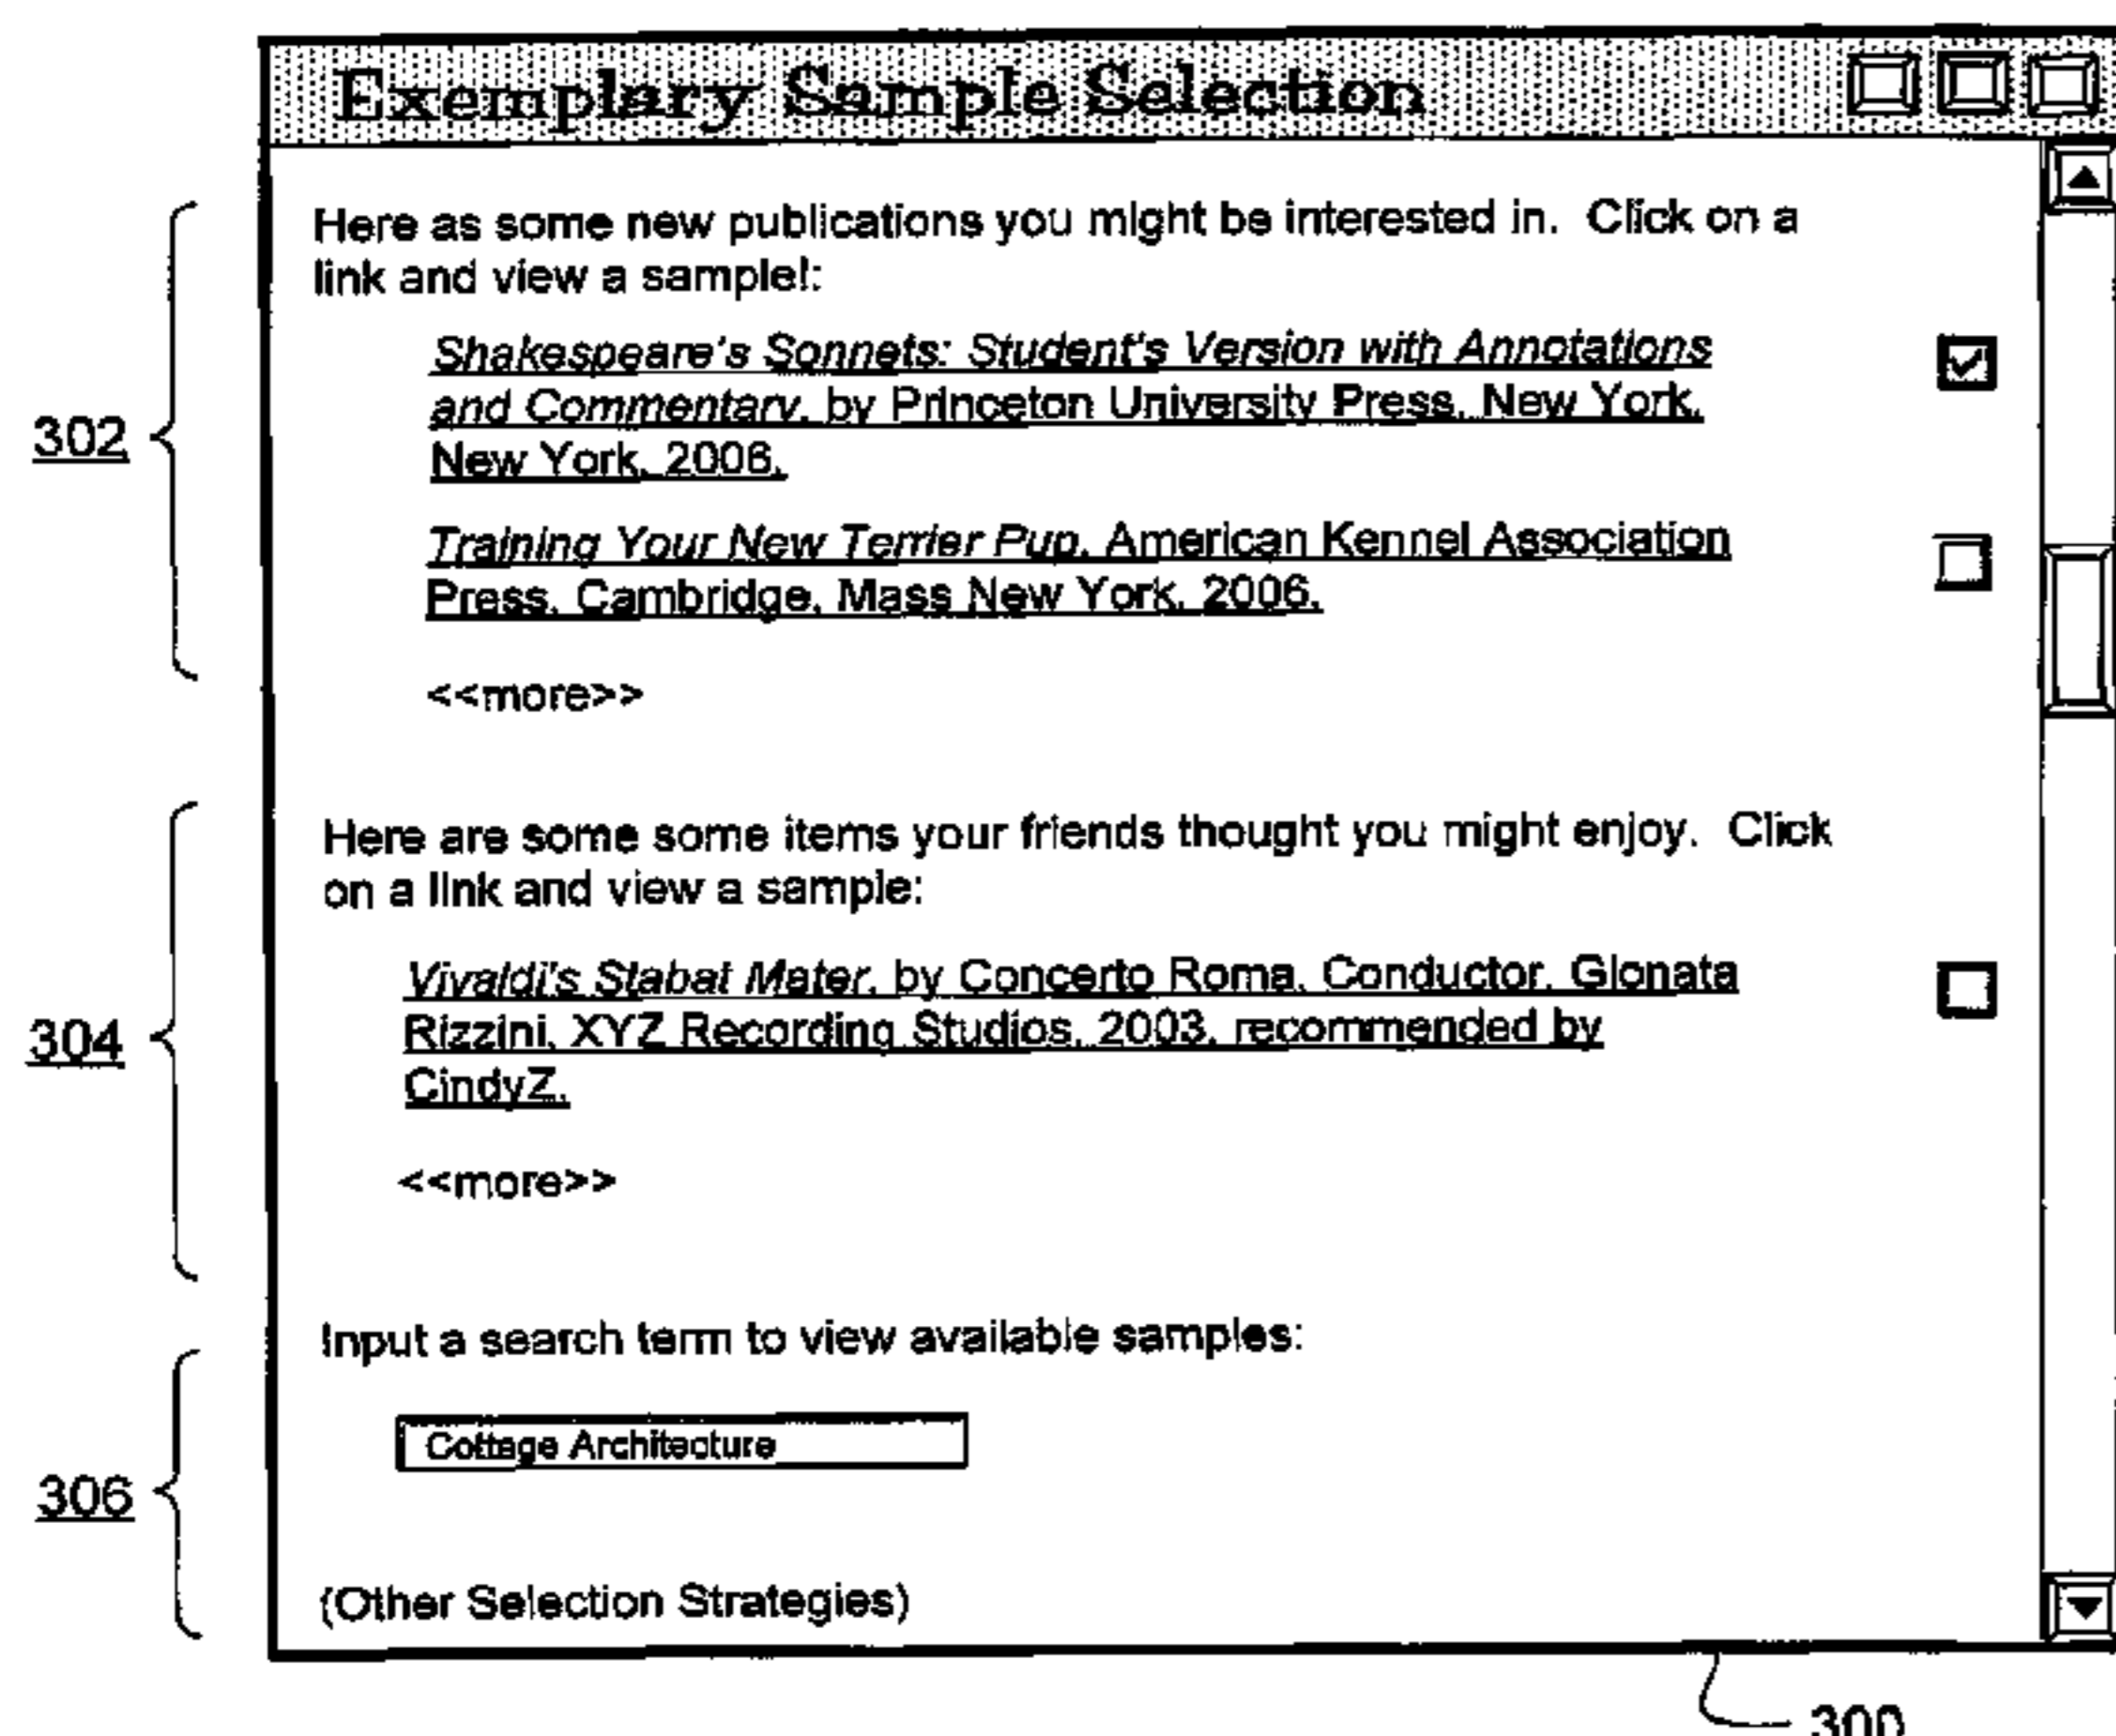 Exemplary Sample Selection
Here as some new publications you might be interested in. Click on a
link and view a sample!:
Shakespeare's Sonnets: Student's Version with Annotations
and Commentary, by Princeton University Press, New York,
302
New York, 2006.
Training Your New Terrier Pup, American Kennel Association
Press, Cambridge, Mass New York, 2006.
<<more>>
Here are some some items your friends thought you might enjoy. Click
on a link and view a sample:
Vivaldi's Stabat Mater, by Concerto Roma, Conductor, Gionata
Rizzini, XYZ Recording Studios, 2003, recommended by
304
CindyZ.
<<more>>
Input a search term to view available samples:
Cottage Architecture
306
(Other Selection Strategies)
300